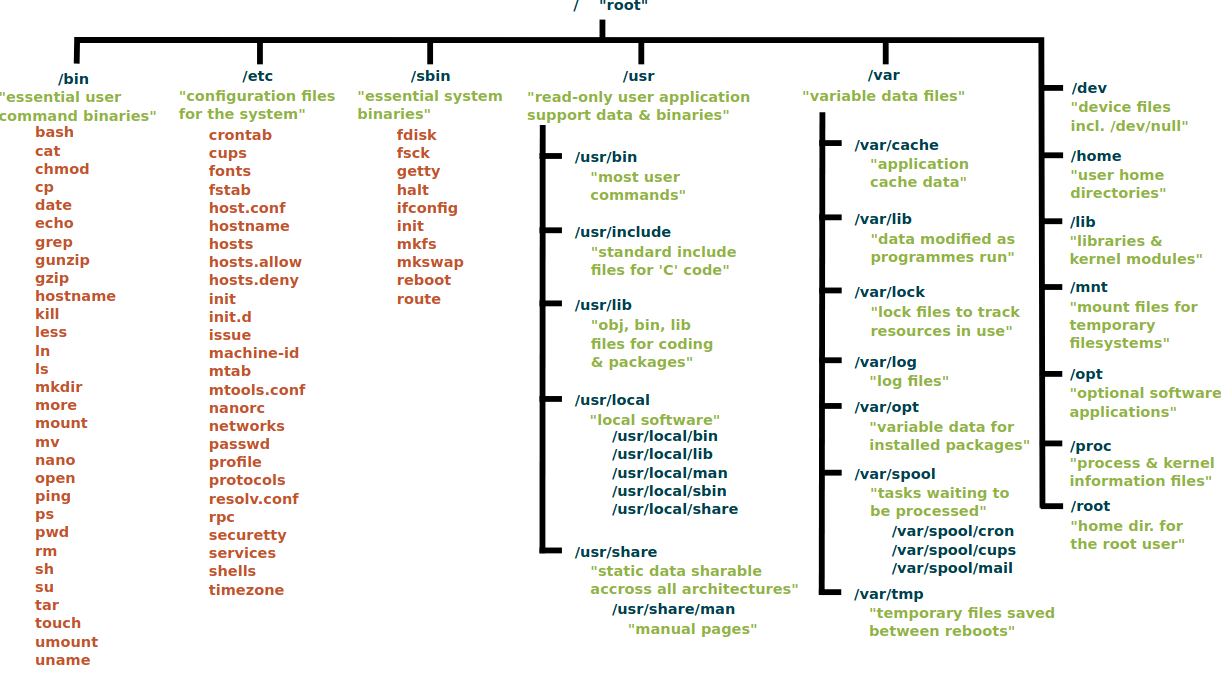 / "root"
/bin
"essential user
command binaries"
bash
cat
chmod
cp
date
echo
grep
gunzip
gzip
hostname
kill
less
ln
ls
mkdir
more
mount
mv
nano
open
ping
ps
pwd
rm
sh
su
tar
touch
umount
uname
/etc
"configuration files
for the system"
crontab
cups
fonts
fstab
host.conf
hostname
hosts
hosts.allow
hosts.deny
init
init.d
issue
machine-id
mtab
mtools.conf
nanorc
networks
passwd
profile
protocols
resolv.conf
rpc
securetty
services
shells
timezone
/sbin
"essential system
binaries"
fdisk
fsck
getty
halt
ifconfig
init
mkfs
mkswap
reboot
route
/usr
"read-only user application
support data & binaries"
/usr/bin
"most user
commands"
/usr/include
"standard include
files for 'C' code"
/usr/lib
"obj, bin, lib
files for coding
& packages"
/usr/local
"local software"
/usr/local/bin
/usr/local/lib
/usr/local/man
/usr/local/sbin
/usr/local/share
/usr/share
"static data sharable
accross all architectures"
/usr/share/man
"manual pages"
/var
"variable data files"
/var/cache
"application
cache data"
/var/lib
"data modified as
programmes run"
/var/lock
"lock files to track
resources in use"
/var/log
"log files"
/var/opt
"variable data for
installed packages"
/var/spool
"tasks waiting to
be processed"
/var/spool/cron
/var/spool/cups
/var/spool/mail
/var/tmp
"temporary files saved
between reboots"
/dev
"device files
incl. /dev/null"
/home
"user home
directories"
/lib
"libraries &
kernel modules"
/mnt
"mount files for
temporary
filesystems"
/opt
"optional software
applications"
/proc
"process & kernel
information files"
/root
"home dir. for
the root user"